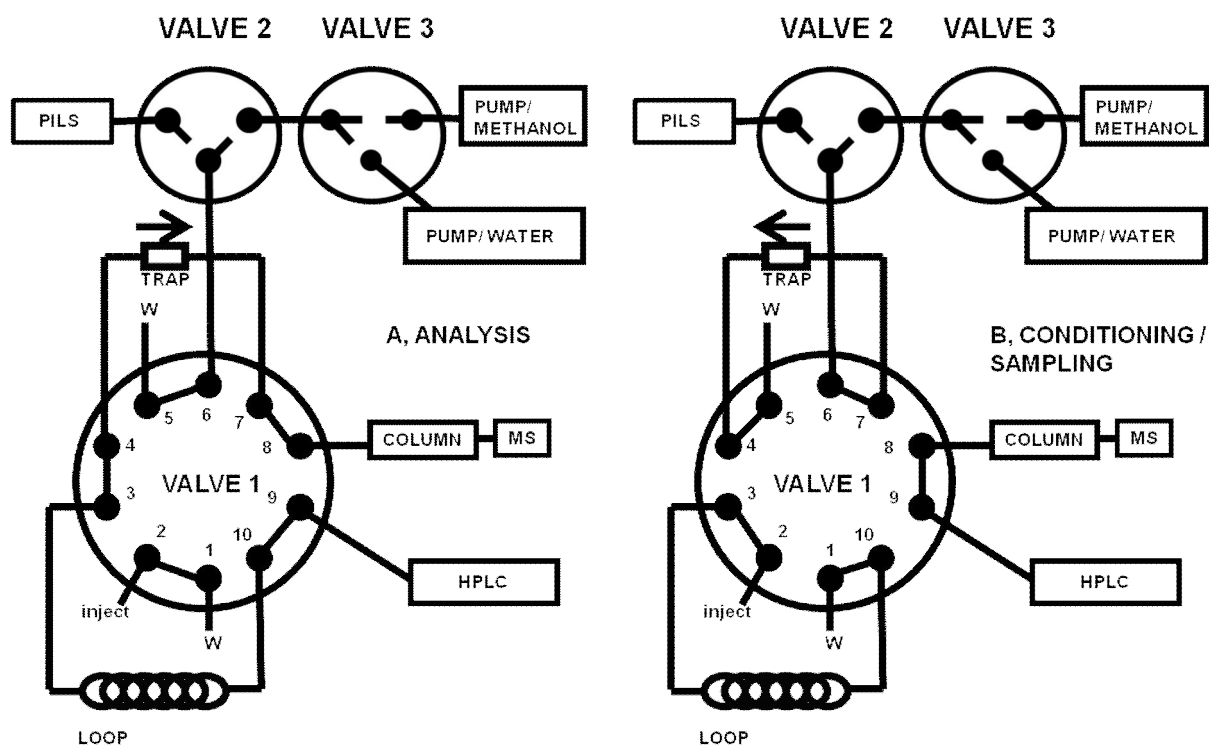 VALVE 2 VALVE 3
PILS
PUMP/
METHANOL
PUMP/ WATER
TRAP
W
A, ANALYSIS
5
6
7
4
8
COLUMN
MS
VALVE 1
3
9
2
1
10
HPLC
inject
W
LOOP
VALVE 2 VALVE 3
PILS
PUMP/
METHANOL
PUMP/ WATER
TRAP
W
B, CONDITIONING /
SAMPLING
5
6
7
4
8
COLUMN
MS
VALVE 1
3
9
2
1
10
HPLC
inject
W
LOOP